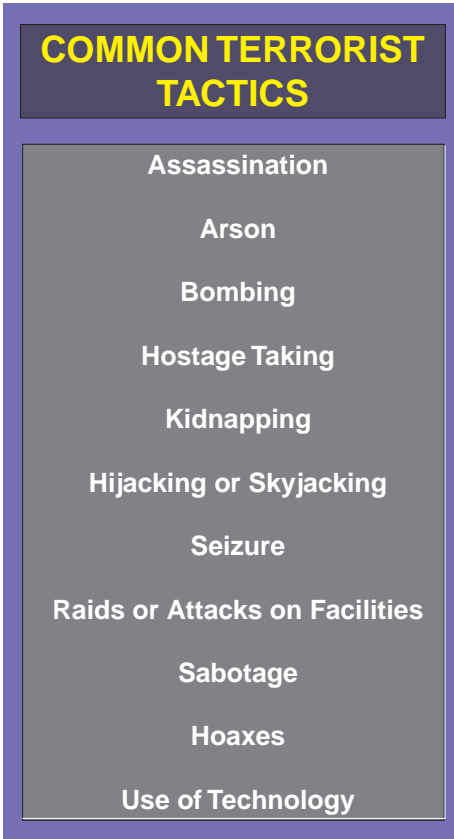 COMMON TERRORIST
TACTICS
Assassination
Arson
Bombing
Hostage Taking
Kidnapping
Hijacking or Skyjacking
Seizure
Raids or Attacks on Facilities
Sabotage
Hoaxes
Use of Technology